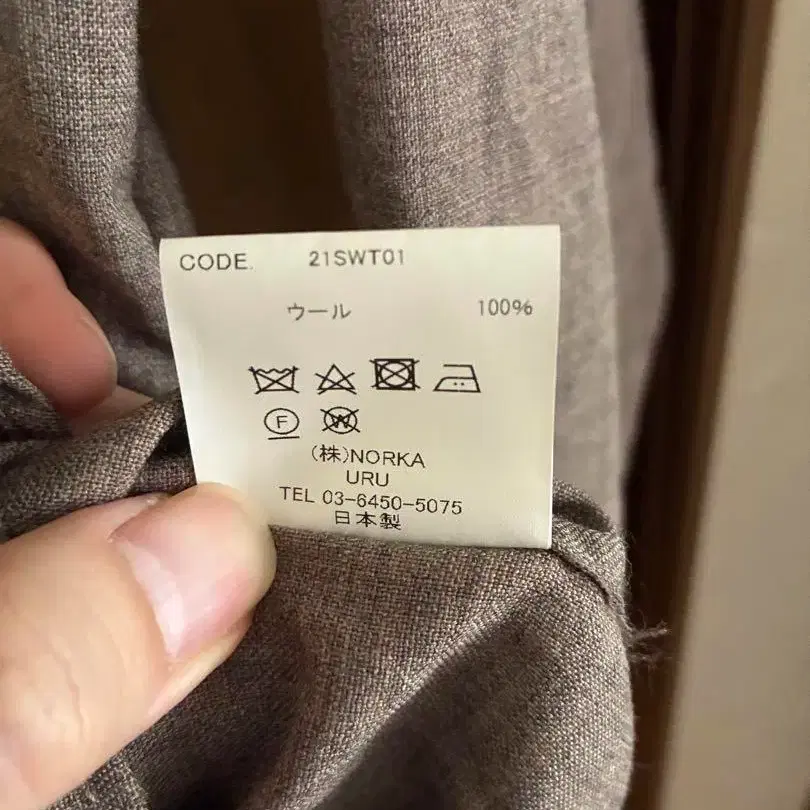 CODE. 21SWT01
ウール 100%
F W
(株)NORKA
URU
TEL 03-6450-5075
日本製